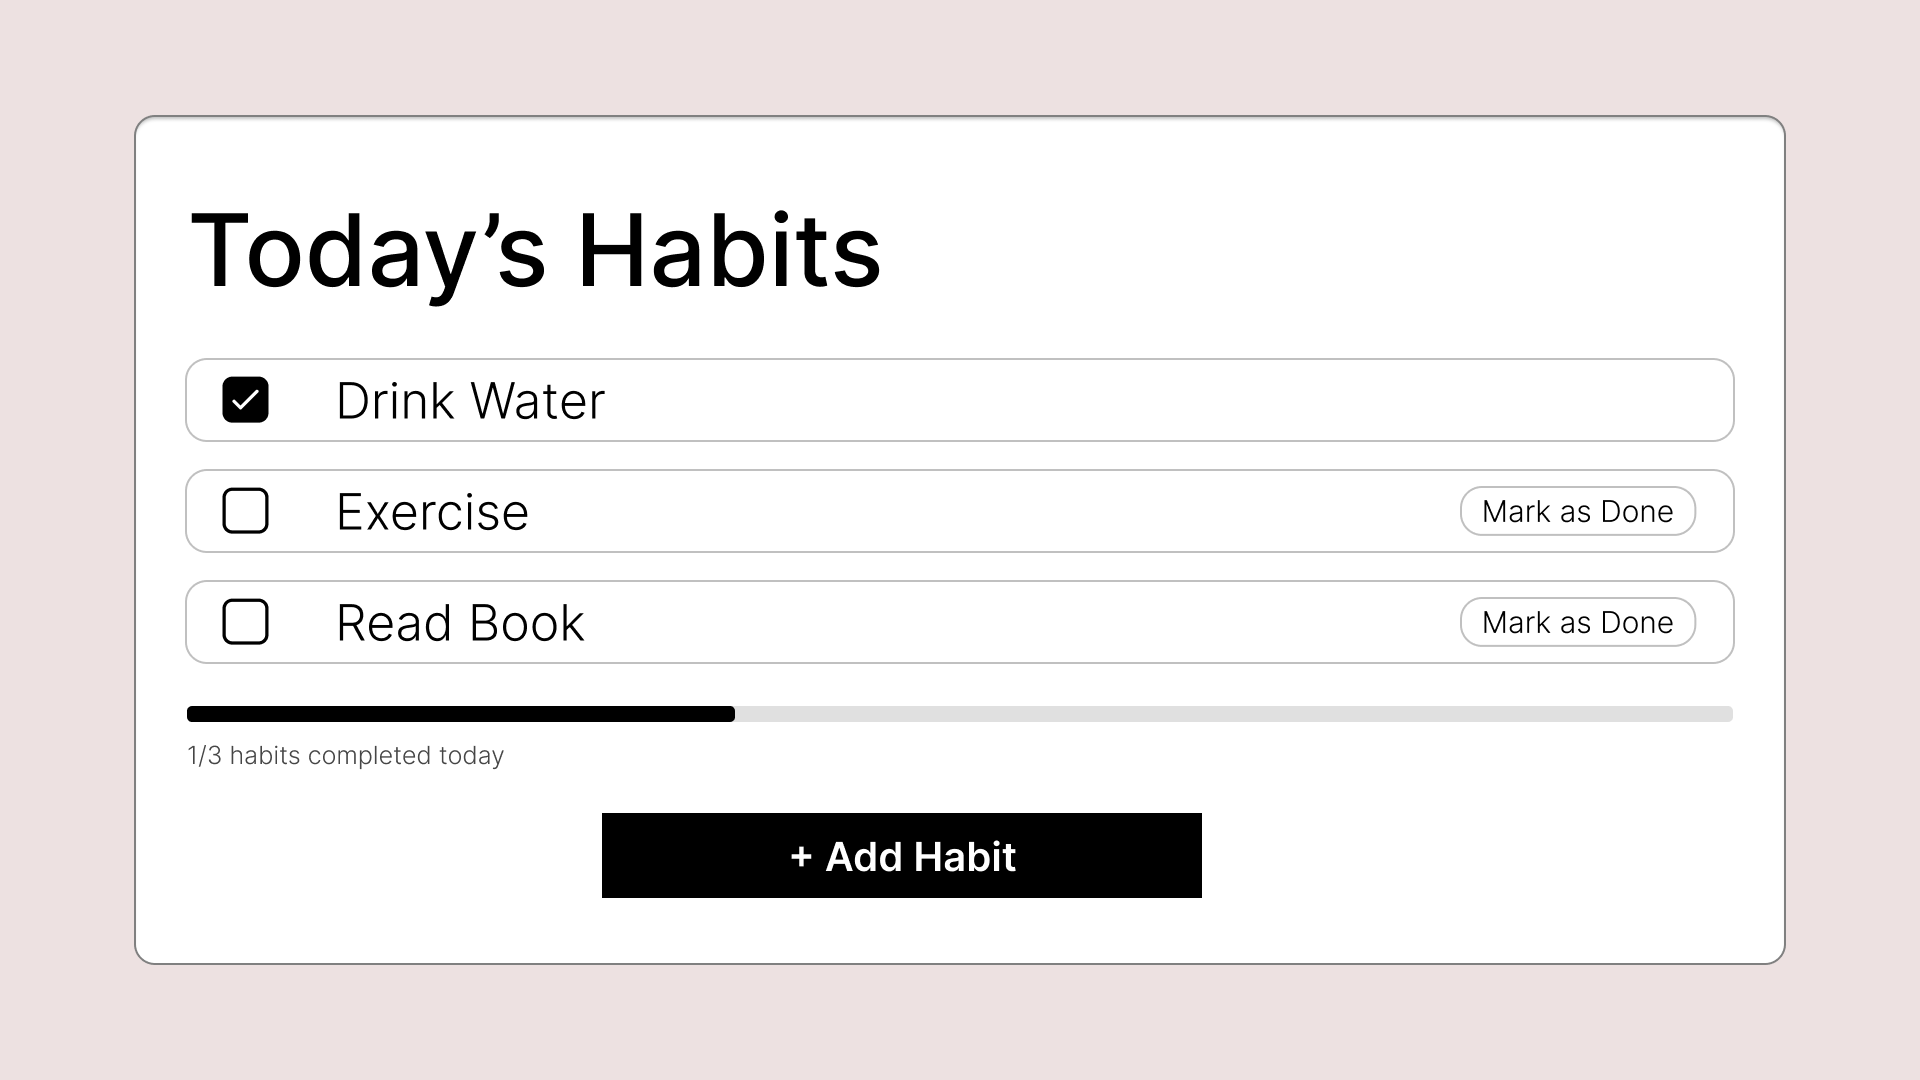 Today’s Habits
Drink Water
Exercise
Mark as Done
Read Book
Mark as Done
1/3 habits completed today
+ Add Habit